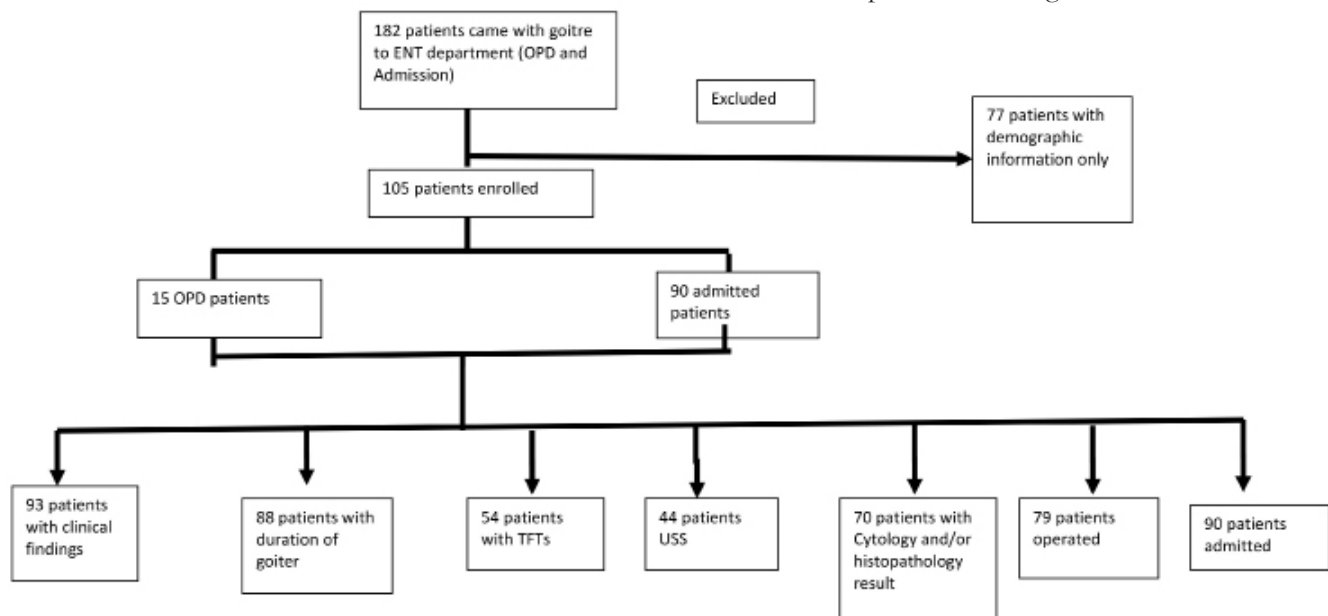 182 patients came with goitre
to ENT department (OPD and
Admission)
Excluded
77 patients with
demographic
information only
105 patients enrolled
15 OPD patients
90 admitted
patients
93 patients
with clinical
findings
88 patients with
duration of
goiter
54 patients
with TFTs
44 patients
USS
70 patients with
Cytology and/or
histopathology
result
79 patients
operated
90 patients
admitted